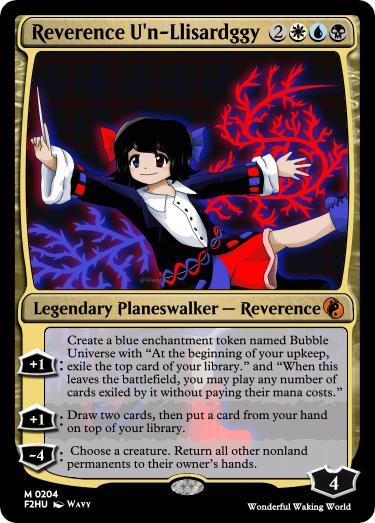 Reverence U'n-Llisardggy 2
Legendary Planeswalker — Reverence
+1: Create a blue enchantment token named Bubble
Universe with “At the beginning of your upkeep,
exile the top card of your library.” and “When this
leaves the battlefield, you may play any number of
cards exiled by it without paying their mana costs.”
+1: Draw two cards, then put a card from your hand
on top of your library.
-4: Choose a creature. Return all other nonland
permanents to their owner's hands.
4
M 0204
F2HU Wavy
Wonderful Waking World